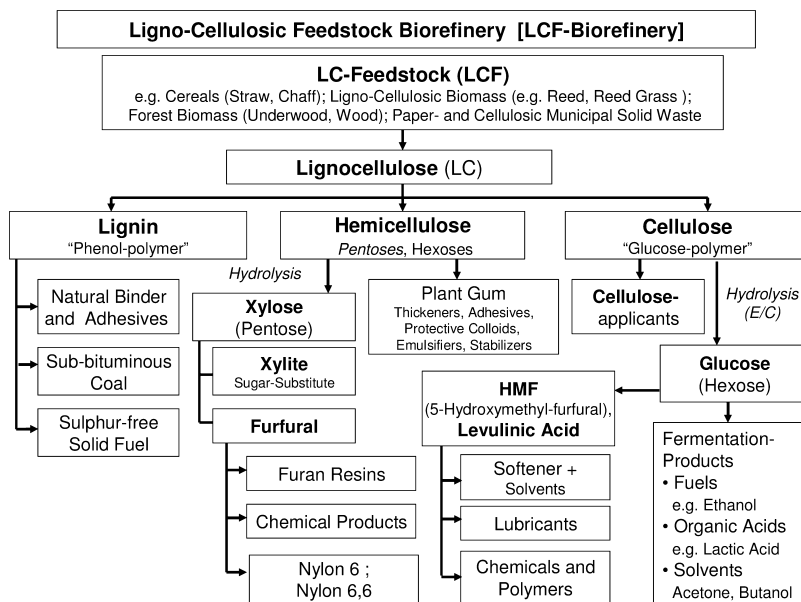 Ligno-Cellulosic Feedstock Biorefinery [LCF-Biorefinery]
LC-Feedstock (LCF)
e.g. Cereals (Straw, Chaff); Ligno-Cellulosic Biomass (e.g. Reed, Reed Grass );
Forest Biomass (Underwood, Wood); Paper- and Cellulosic Municipal Solid Waste
Lignocellulose (LC)
Lignin
“Phenol-polymer”
Hemicellulose
Pentoses, Hexoses
Cellulose
“Glucose-polymer”
Natural Binder
and Adhesives
Sub-bituminous
Coal
Sulphur-free
Solid Fuel
Hydrolysis
Xylose
(Pentose)
Xylite
Sugar-Substitute
Furfural
Furan Resins
Chemical Products
Nylon 6 ;
Nylon 6,6
Plant Gum
Thickeners, Adhesives,
Protective Colloids,
Emulsifiers, Stabilizers
Cellulose-
applicants
Hydrolysis
(E/C)
Glucose
(Hexose)
HMF
(5-Hydroxymethyl-furfural),
Levulinic Acid
Softener +
Solvents
Lubricants
Chemicals and
Polymers
Fermentation-
Products
• Fuels
e.g. Ethanol
• Organic Acids
e.g. Lactic Acid
• Solvents
Acetone, Butanol